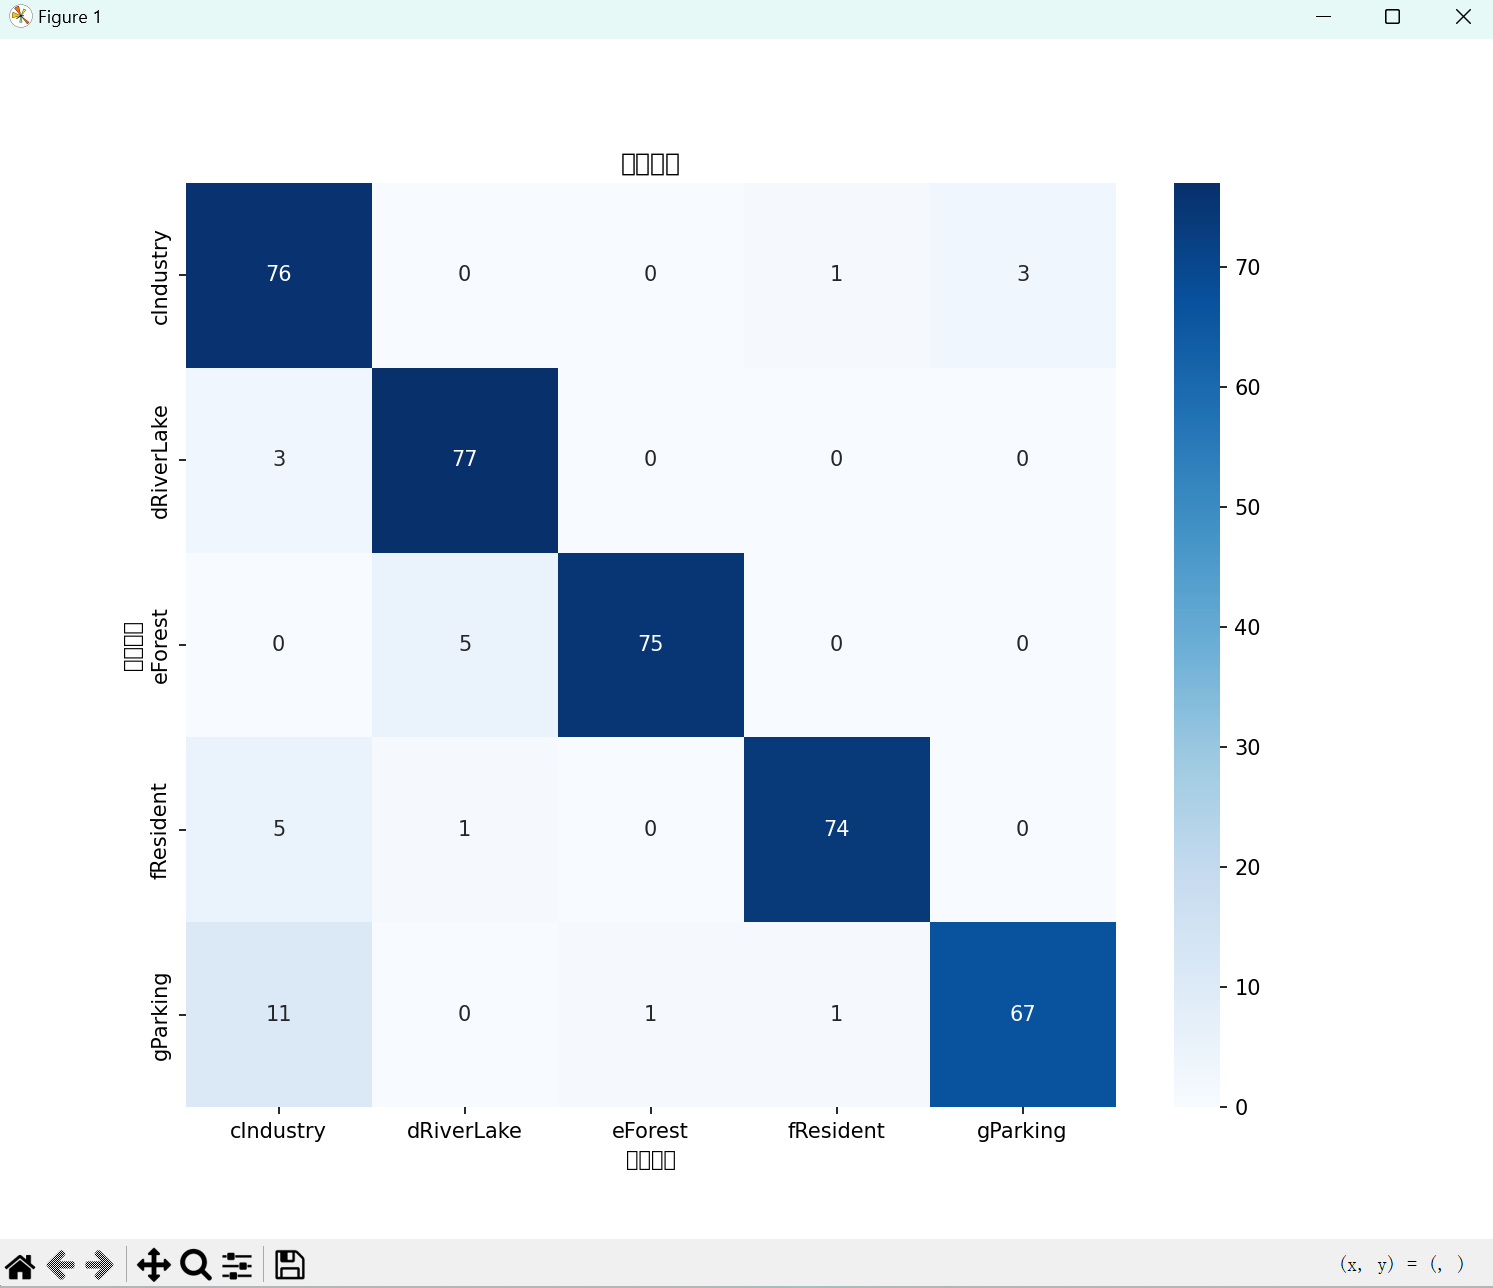 Figure 1
cIndustry
76 0 0 1 3
dRiverLake
3 77 0 0 0
eForest
0 5 75 0 0
fResident
5 1 0 74 0
gParking
11 0 1 1 67
cIndustry dRiverLake eForest fResident gParking
70
60
50
40
30
20
10
0
(x, y) = (, )